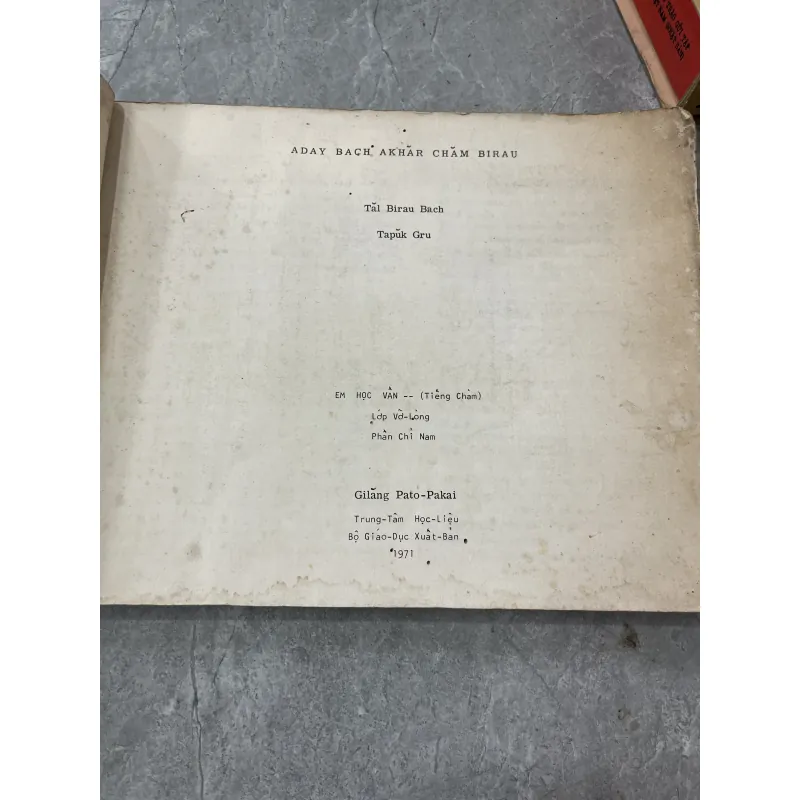 ADAY BACH AKHĂR CHĂM BIRAU
Tăl Birau Bach
Tapŭk Gru
EM HỌC VẦN -- (Tiếng Chàm)
Lớp Vỡ-Lòng
Phần Chỉ Nam
Gilăng Pato-Pakai
Trung-Tâm Học-Liệu
Bộ Giáo-Dục Xuất-Bản
1971